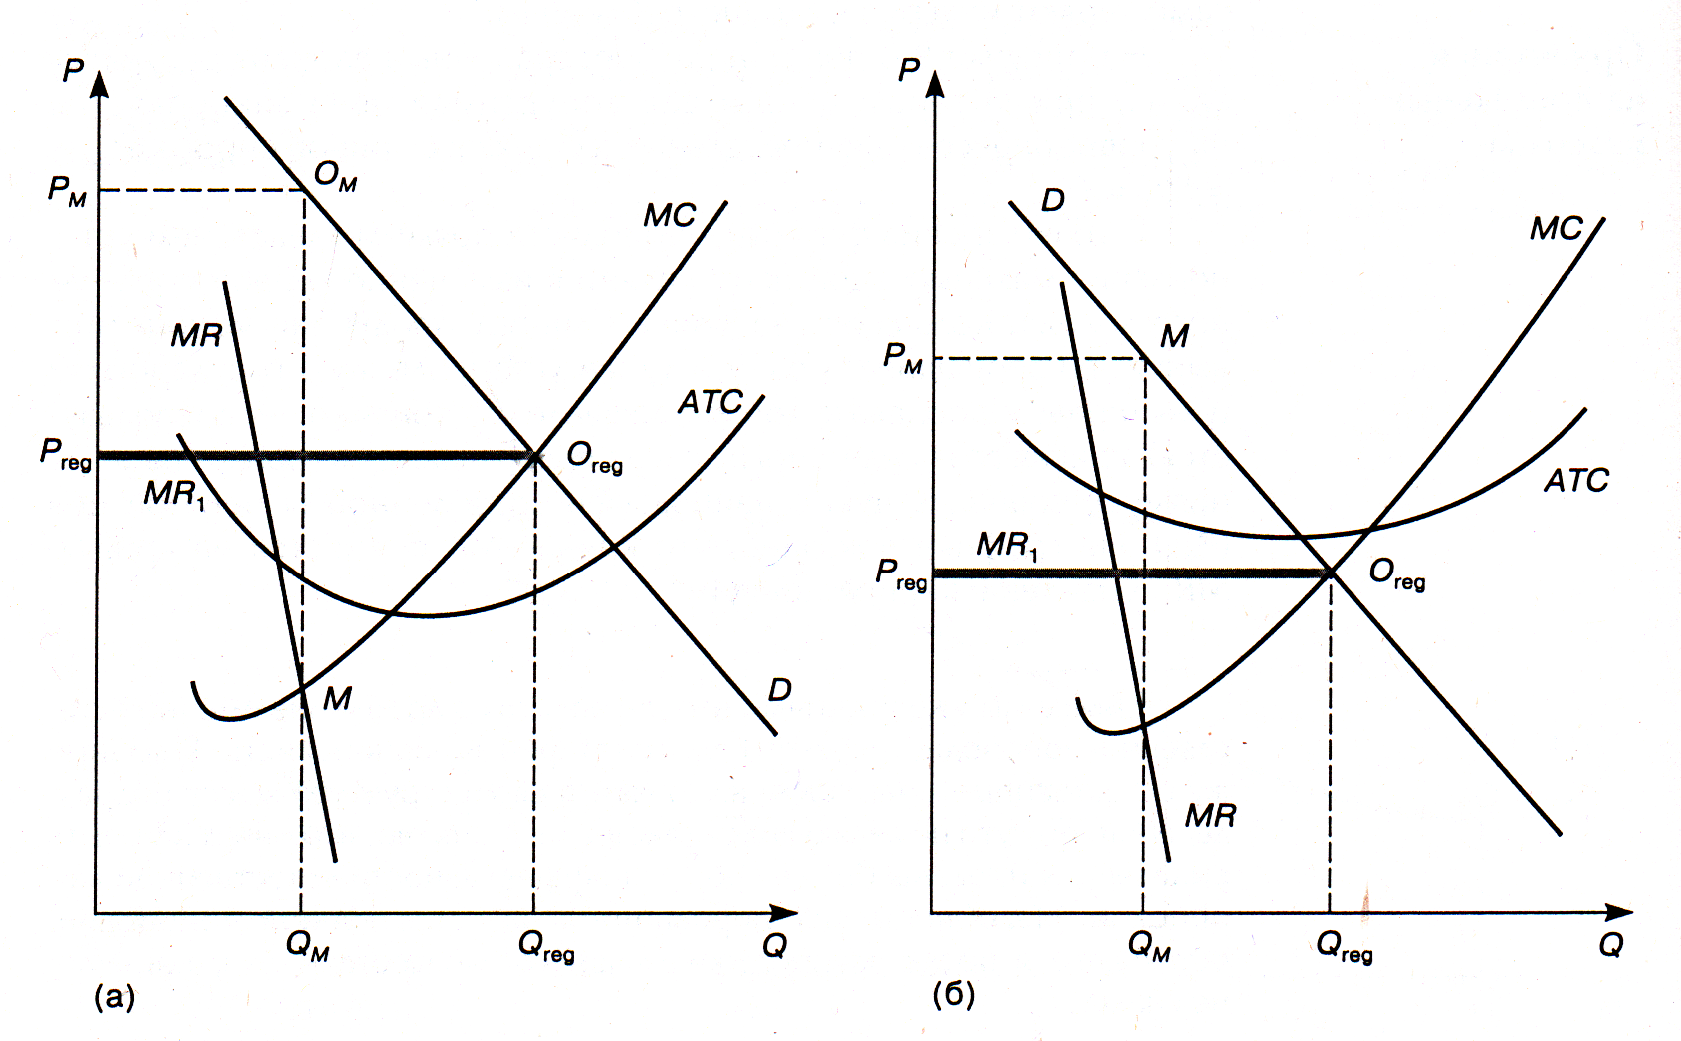 P
O_M
P_M
MC
MR
ATC
P_reg
O_reg
MR_1
M
D
Q_M
Q_reg
Q
(а)
P
D
MC
M
P_M
ATC
MR_1
P_reg
O_reg
MR
Q_M
Q_reg
Q
(б)